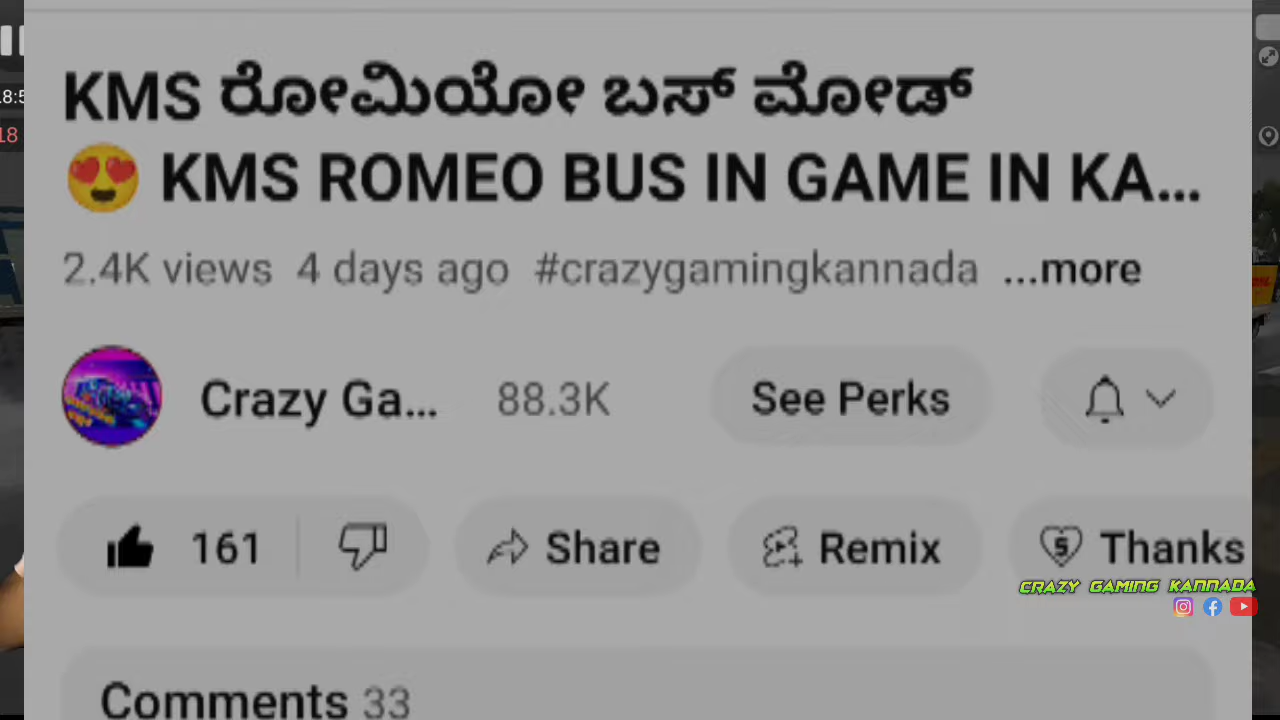 KMS ರೋಮಿಯೋ ಬಸ್ ಮೋಡ್
😍 KMS ROMEO BUS IN GAME IN KA...
2.4K views 4 days ago #crazygamingkannada ...more
Crazy Ga... 88.3K See Perks
161 Share Remix Thanks
CRAZY GAMING KANNADA
Comments 33